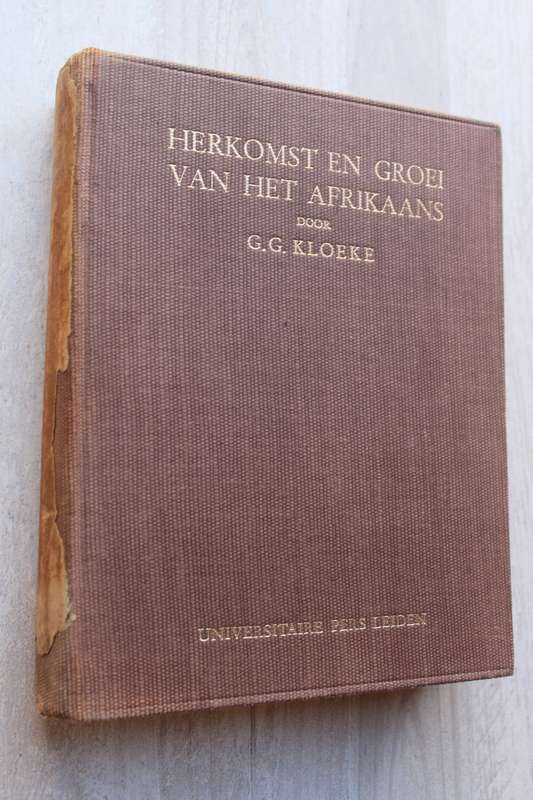 HERKOMST EN GROEI
VAN HET AFRIKAANS
DOOR
G.G. KLOEKE
UNIVERSITAIRE PERS LEIDEN